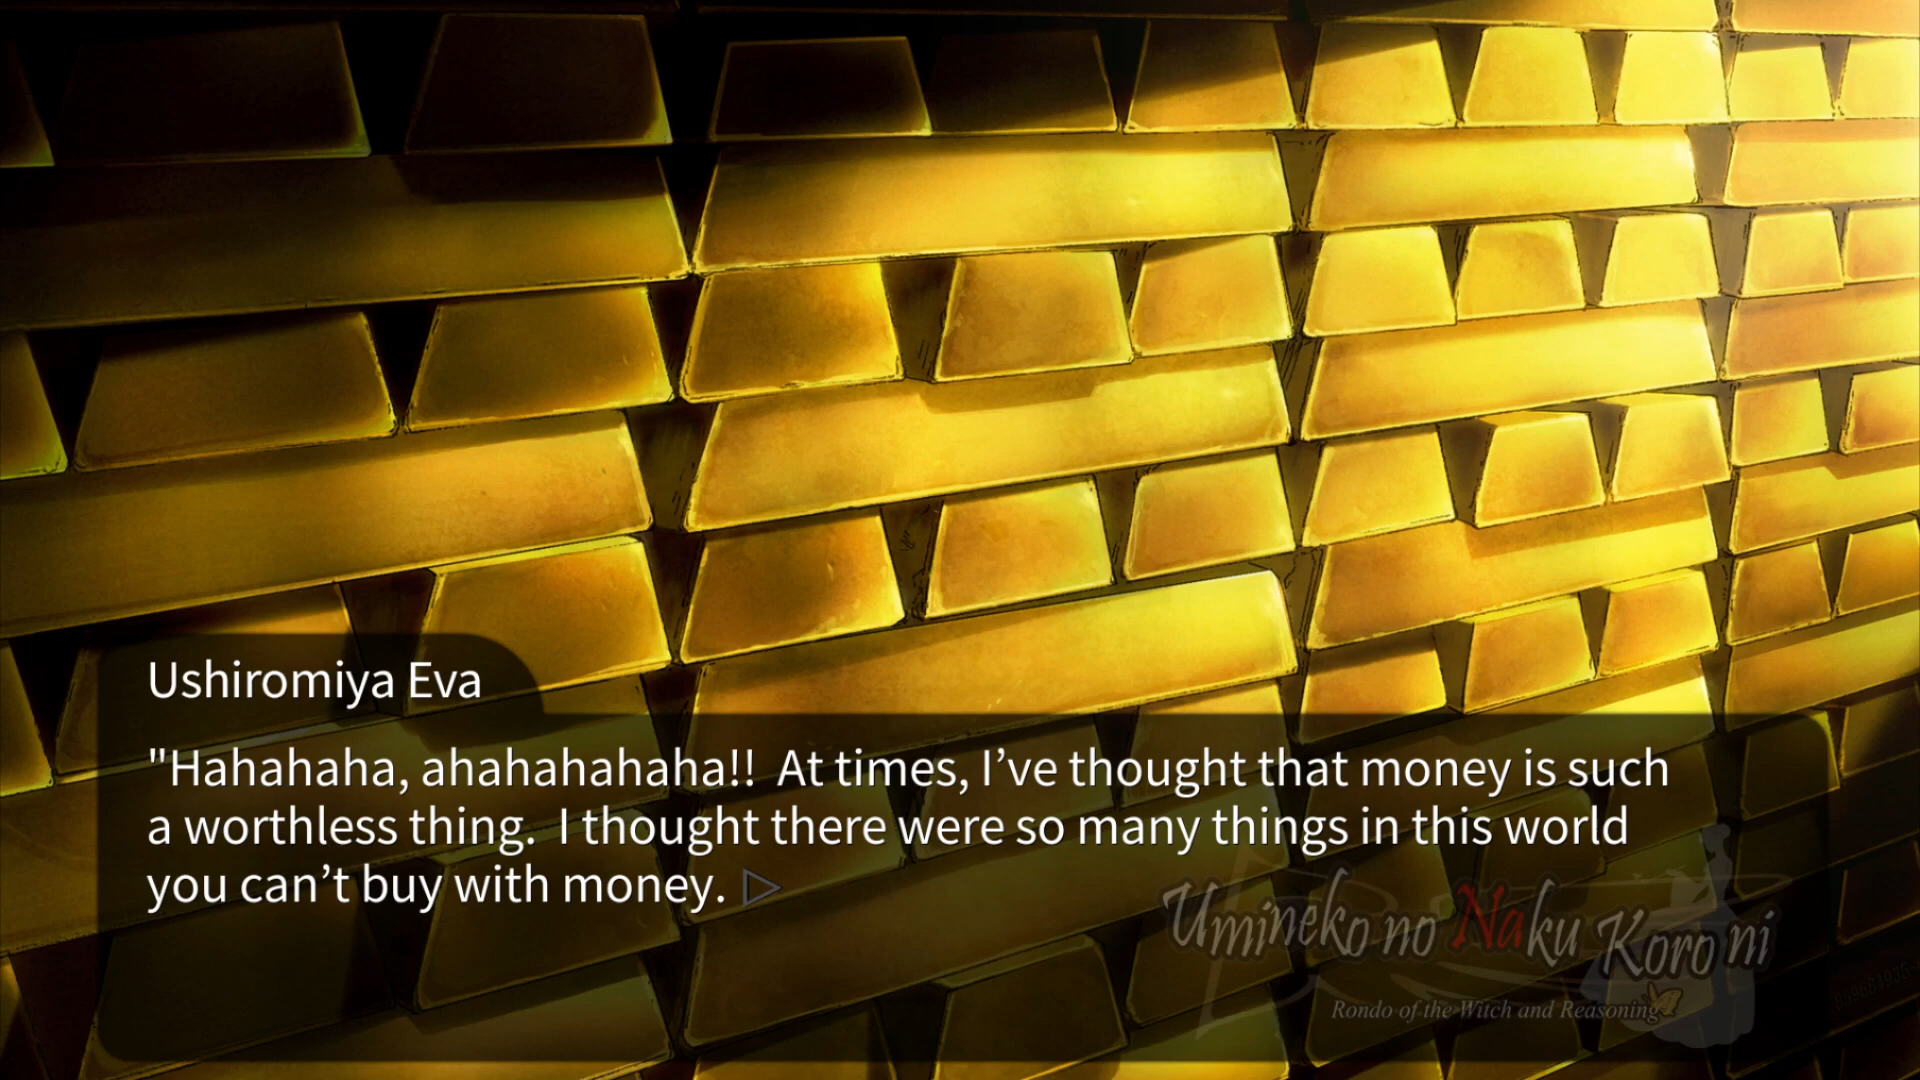 Ushiromiya Eva
"Hahahaha, ahahahahaha!!  At times, I’ve thought that money is such
a worthless thing.  I thought there were so many things in this world
you can’t buy with money.
Umineko no Naku Koro ni
Rondo of the Witch and Reasoning